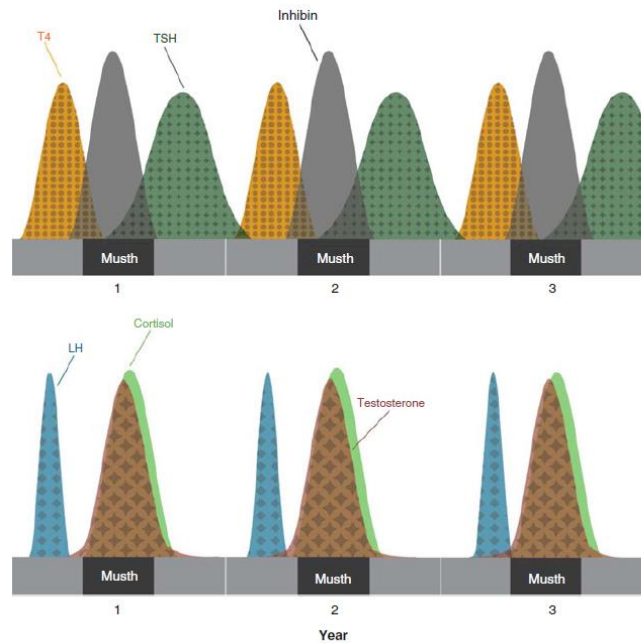 Inhibin
T4
TSH
Musth
Musth
Musth
1
2
3
Cortisol
LH
Testosterone
Musth
Musth
Musth
1
2
3
Year